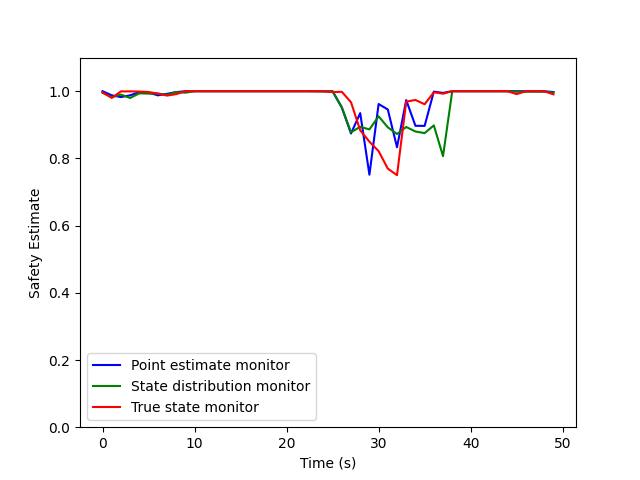 1.0
0.8
0.6
0.4
0.2
0.0
Safety Estimate
Point estimate monitor
State distribution monitor
True state monitor
0 10 20 30 40 50
Time (s)